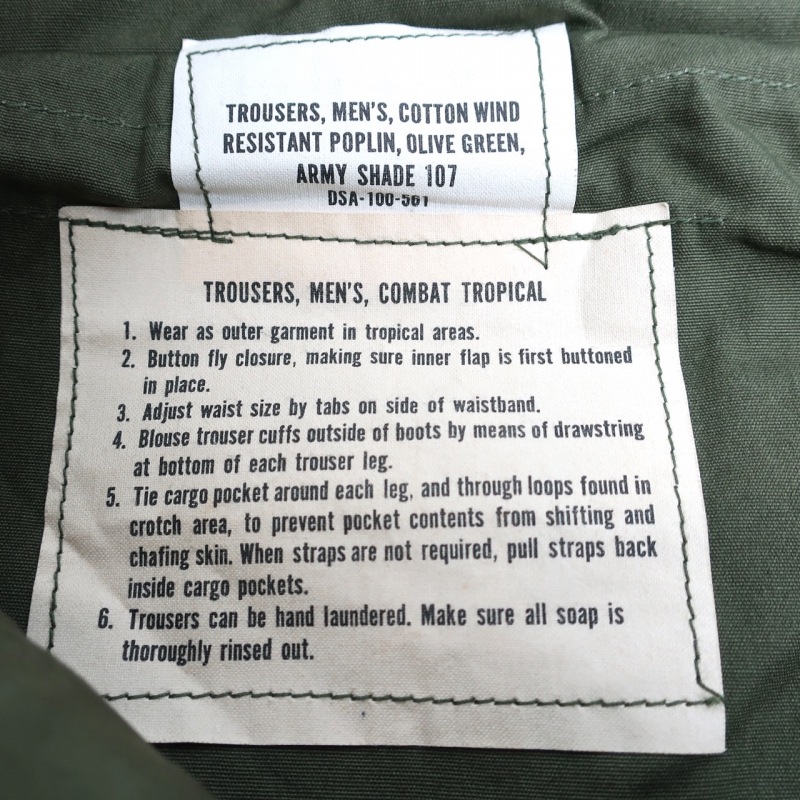 TROUSERS, MEN'S, COTTON WIND
RESISTANT POPLIN, OLIVE GREEN,
ARMY SHADE 107
DSA-100-561
TROUSERS, MEN'S, COMBAT TROPICAL
1. Wear as outer garment in tropical areas.
2. Button fly closure, making sure inner flap is first buttoned
in place.
3. Adjust waist size by tabs on side of waistband.
4. Blouse trouser cuffs outside of boots by means of drawstring
at bottom of each trouser leg.
5. Tie cargo pocket around each leg, and through loops found in
crotch area, to prevent pocket contents from shifting and
chafing skin. When straps are not required, pull straps back
inside cargo pockets.
6. Trousers can be hand laundered. Make sure all soap is
thoroughly rinsed out.